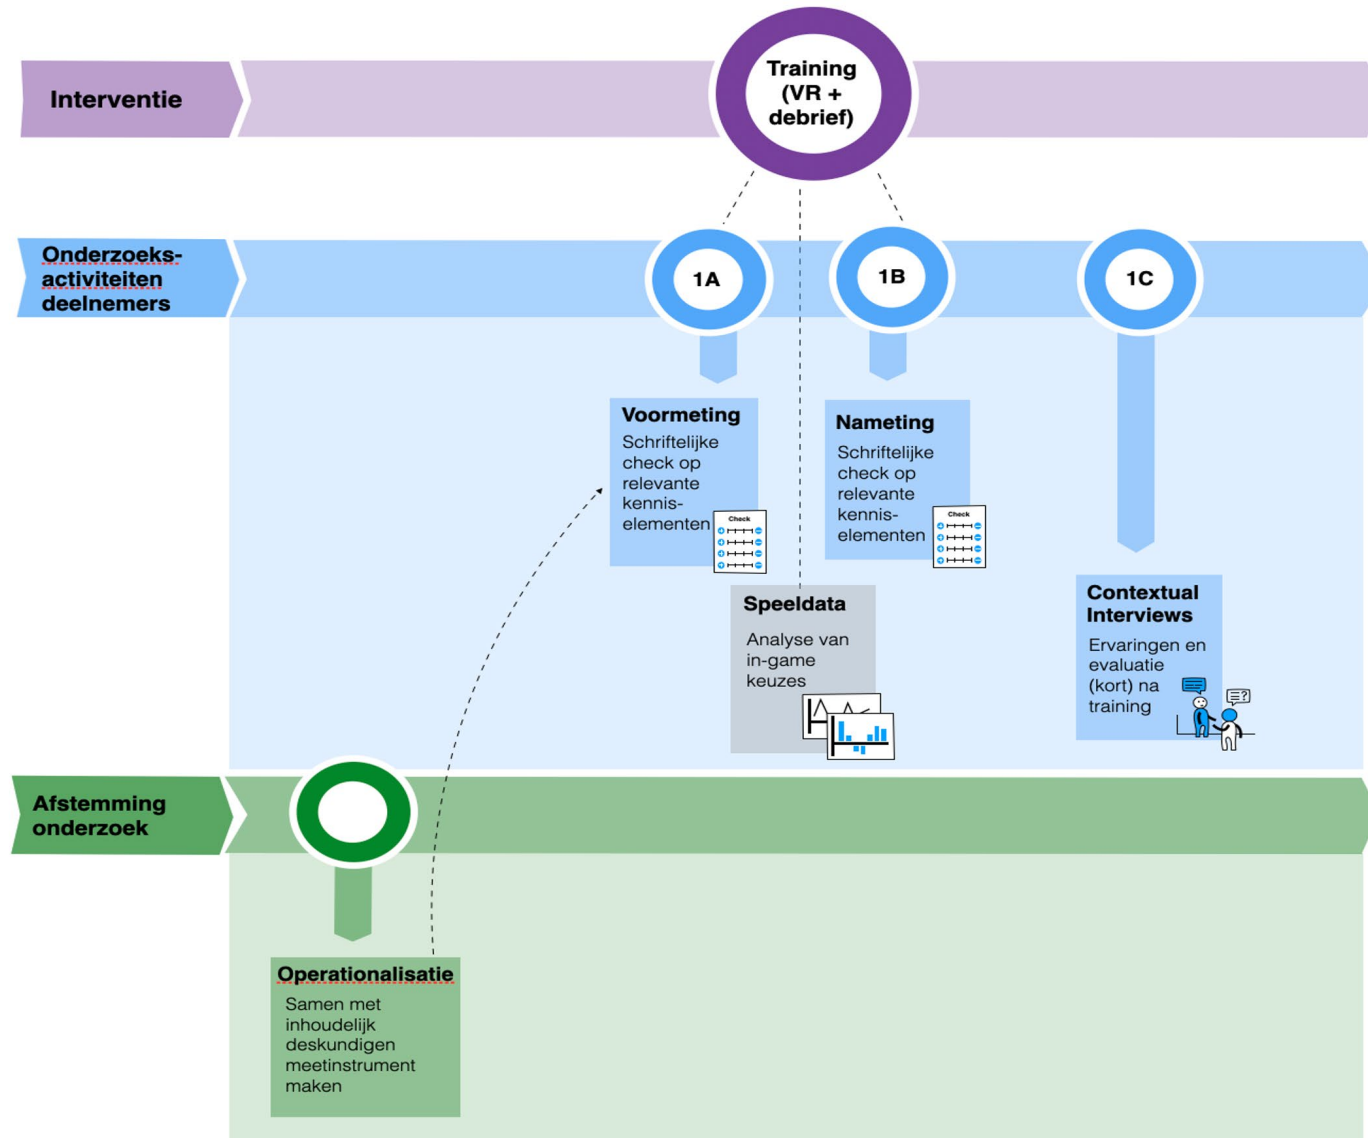 Training
(VR +
debrief)
Interventie
Onderzoeks-
activiteiten
deelnemers
1A
1B
1C
Voormeting
Schriftelijke
check op
relevante
kennis-
elementen
Check
Nameting
Schriftelijke
check op
relevante
kennis-
elementen
Check
Speeldata
Analyse van
in-game
keuzes
Contextual
Interviews
Ervaringen en
evaluatie
(kort) na
training
?
Afstemming
onderzoek
Operationalisatie
Samen met
inhoudelijk
deskundigen
meetinstrument
maken